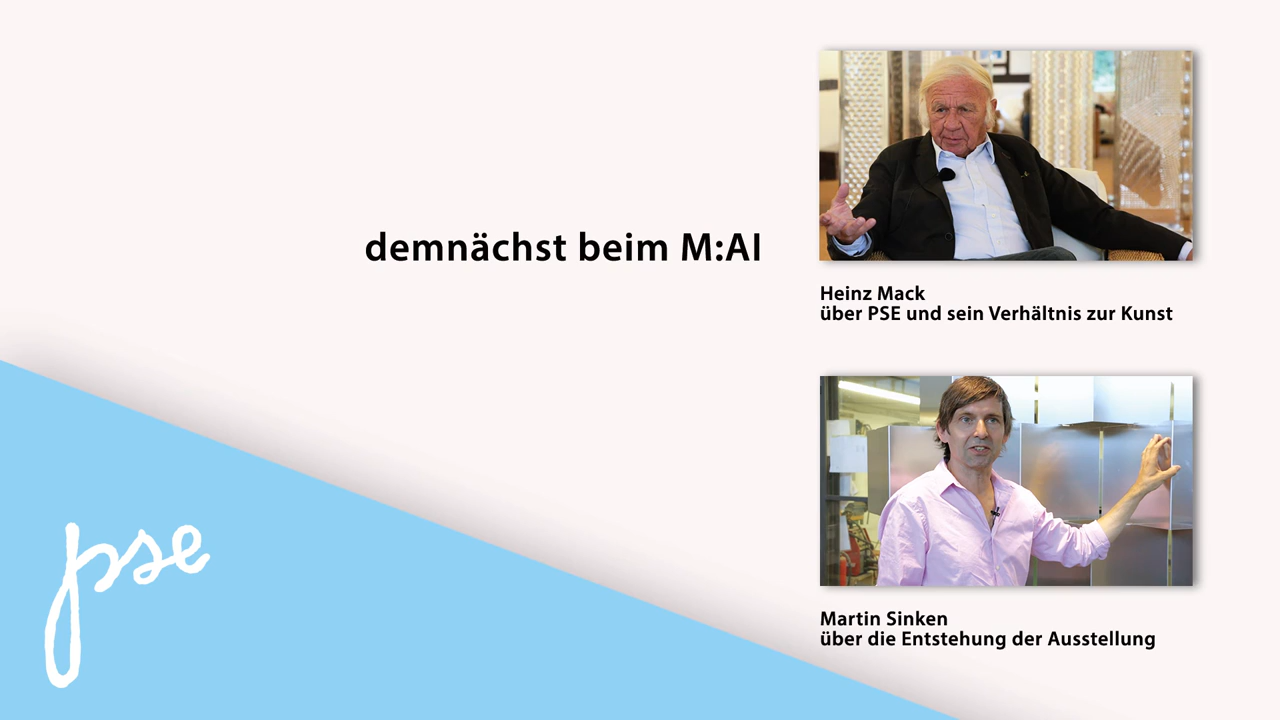 demnächst beim M:AI
Heinz Mack
über PSE und sein Verhältnis zur Kunst
Martin Sinken
über die Entstehung der Ausstellung
pse